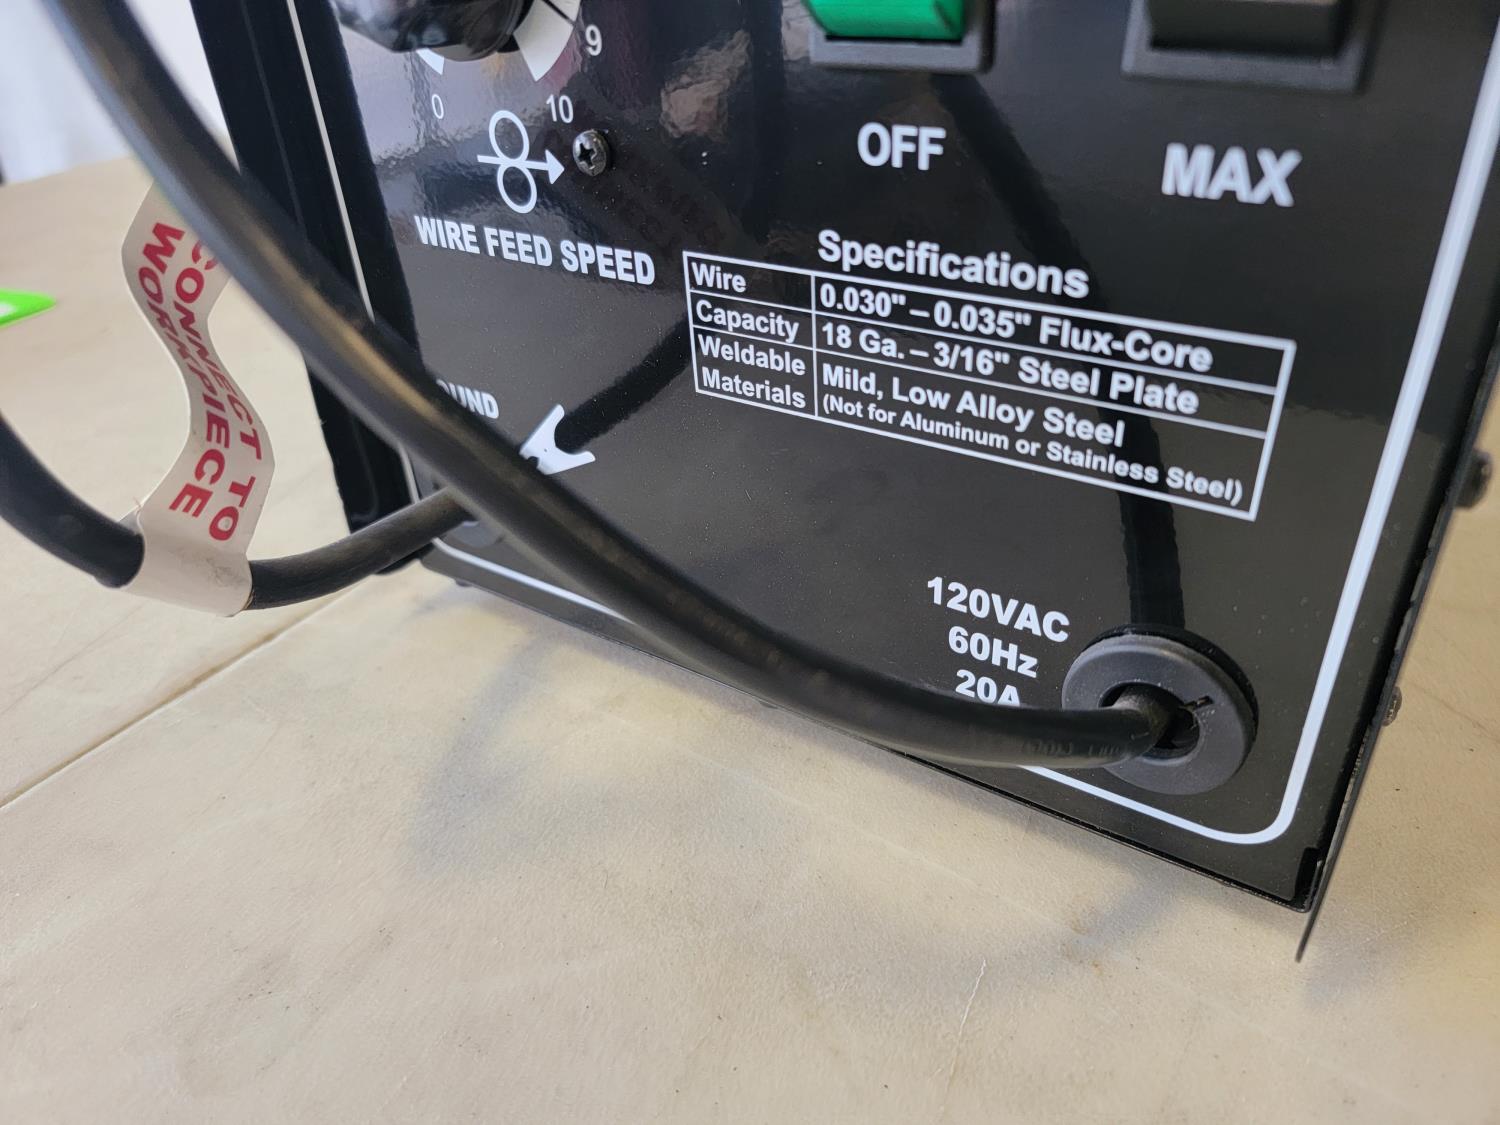 9
0
10
OFF
MAX
WIRE FEED SPEED
CONNECT TO
WORKPIECE
Specifications
Wire 0.030" – 0.035" Flux-Core
Capacity 18 Ga. – 3/16" Steel Plate
Weldable Materials Mild, Low Alloy Steel
(Not for Aluminum or Stainless Steel)
OUND
120VAC
60Hz
20A